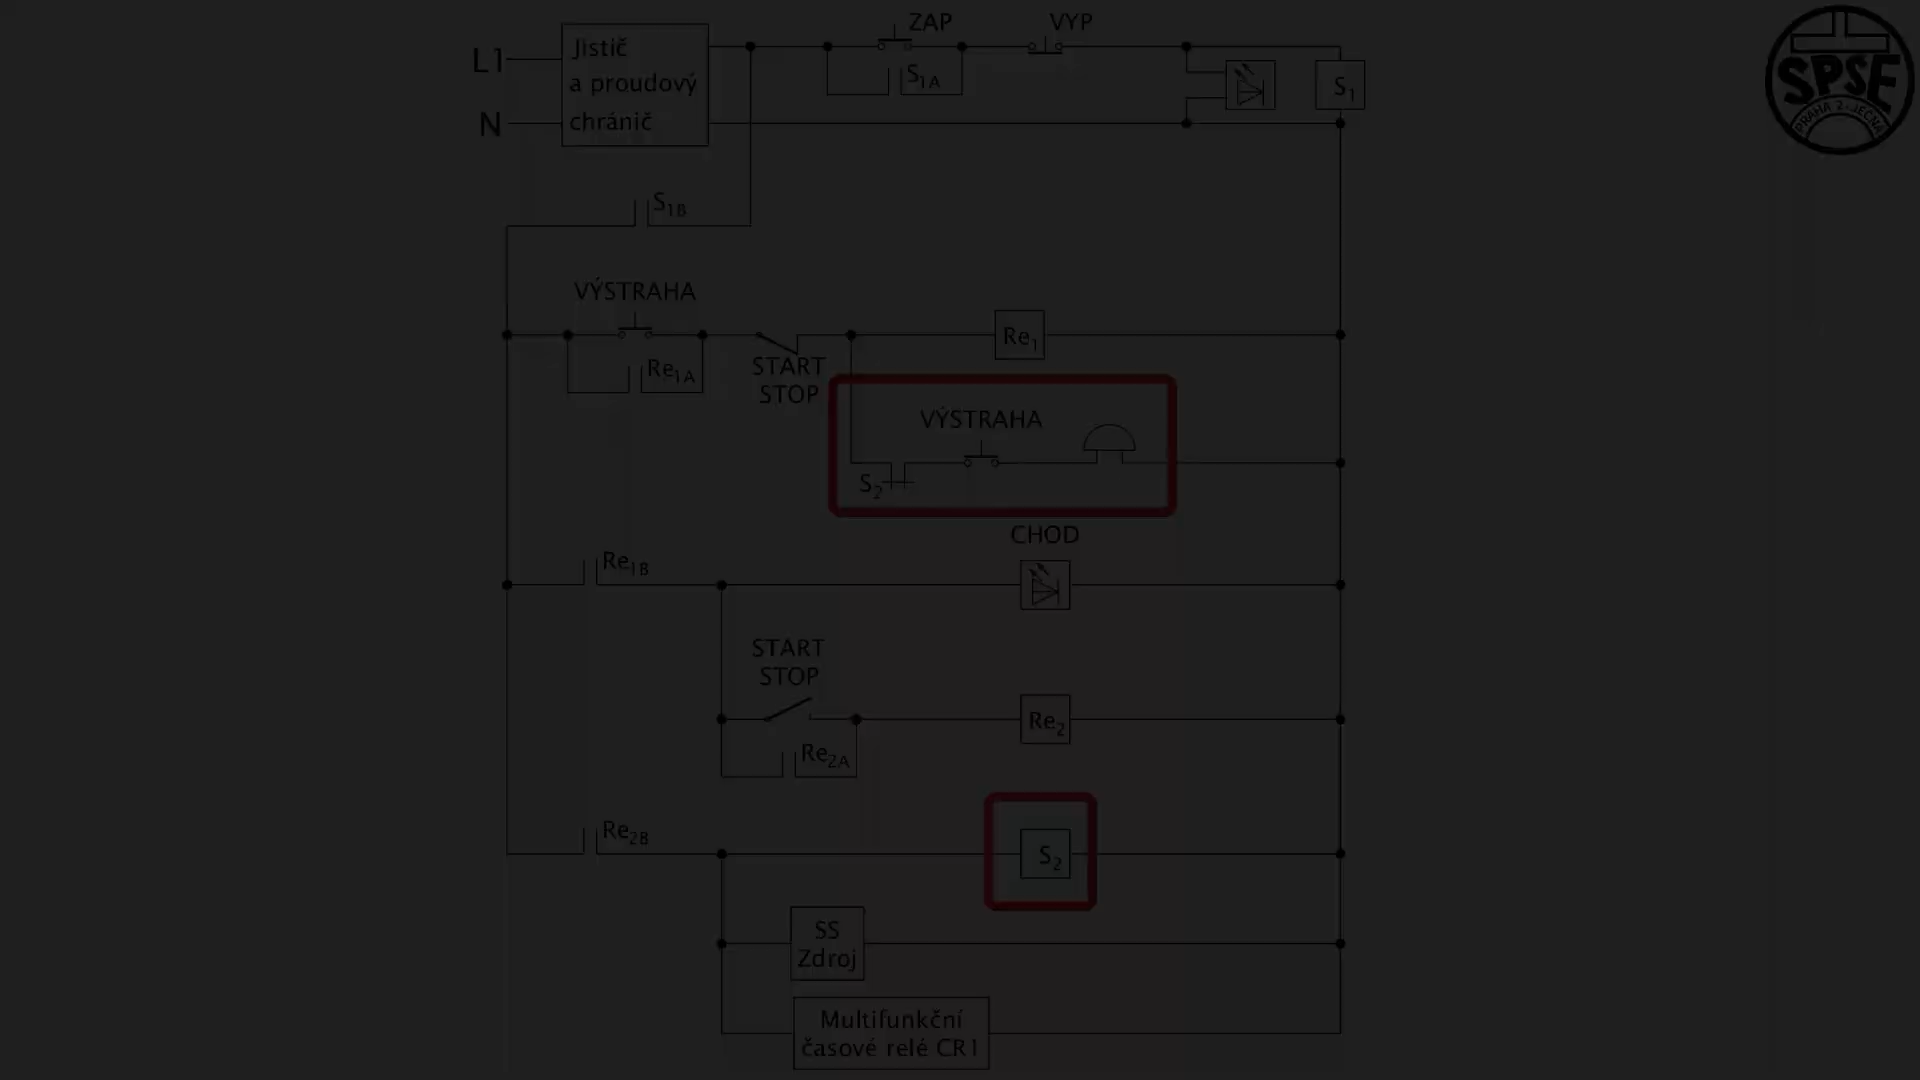 ZAP
VYP
L1
Jistič
a proudový
chránič
N
S1A
S1
SPSE
PRAHA 2 - JEČNÁ
S1B
VÝSTRAHA
Re1
Re1A
START
STOP
VÝSTRAHA
S2
CHOD
Re1B
START
STOP
Re2
Re2A
Re2B
S2
SS
Zdroj
Multifunkční
časové relé CR1